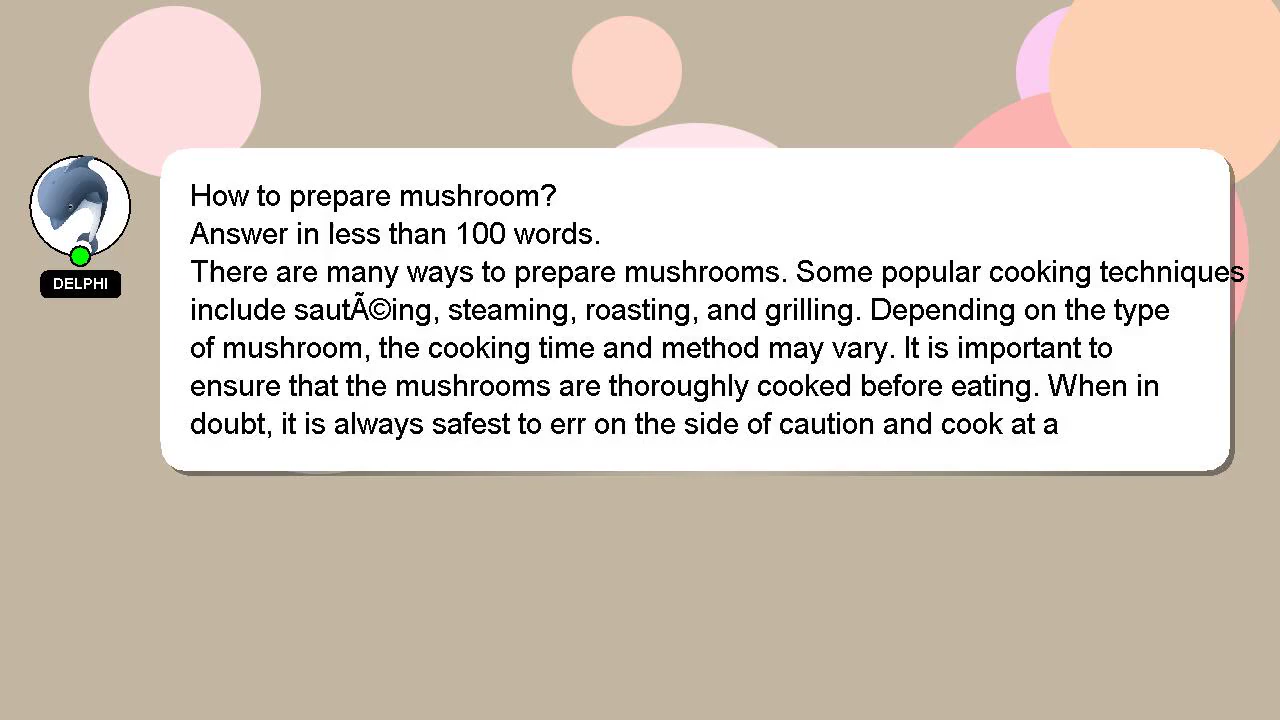 How to prepare mushroom?
Answer in less than 100 words.
There are many ways to prepare mushrooms. Some popular cooking techniques
include sautÃ©ing, steaming, roasting, and grilling. Depending on the type
of mushroom, the cooking time and method may vary. It is important to
ensure that the mushrooms are thoroughly cooked before eating. When in
doubt, it is always safest to err on the side of caution and cook at a
DELPHI